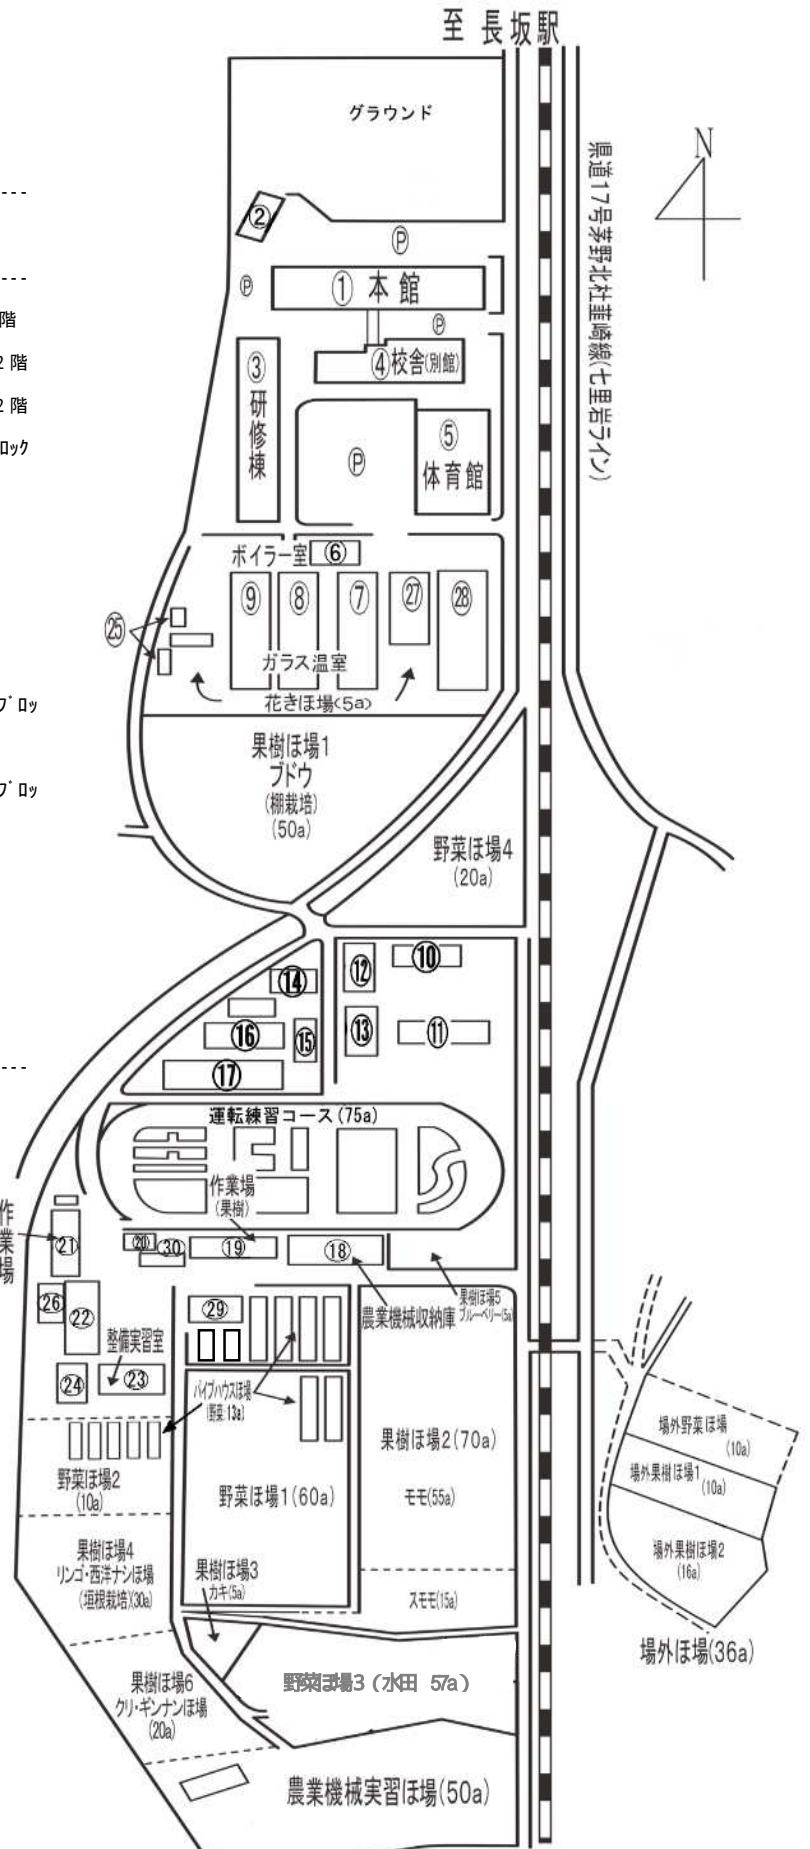 至 長坂駅
グラウンド
N
県道17号茅野北杜韮崎線(七里岩ライン)
②
Ⓟ
Ⓟ
① 本館
Ⓟ
階
④校舎(別館)
2 階
③研修棟
2 階
⑤
体育館
Ⓟ
ロック
ボイラー室 ⑥
⑨ ⑧ ⑦ ㉗ ㉘
㉕
ガラス温室
花きほ場(5a)
ブロッ
果樹ほ場1
ブドウ
(棚栽培)
(50a)
ブロッ
野菜ほ場4
(20a)
⑫ ⑩
⑭
⑬ ⑪
⑯ ⑮
⑰
運転練習コース(75a)
作業場
(果樹)
作業場
㉑ ⑳ ㉚ ⑲ ⑱
果樹ほ場5
ブルーベリー(5a)
農業機械収納庫
㉖ ㉒ ㉙
整備実習室
㉔ ㉓
パイプハウスほ場
(野菜:13a)
野菜ほ場2
(10a)
野菜ほ場1(60a)
果樹ほ場2(70a)
モモ(55a)
スモモ(15a)
場外野菜ほ場
(10a)
場外果樹ほ場1
(10a)
場外果樹ほ場2
(16a)
場外ほ場(36a)
果樹ほ場4
リンゴ・西洋ナシほ場
(垣根栽培)(30a)
果樹ほ場3
カキ(5a)
果樹ほ場6
クリ・ギンナンほ場
(20a)
野菜ほ場3(水田 57a)
農業機械実習ほ場(50a)